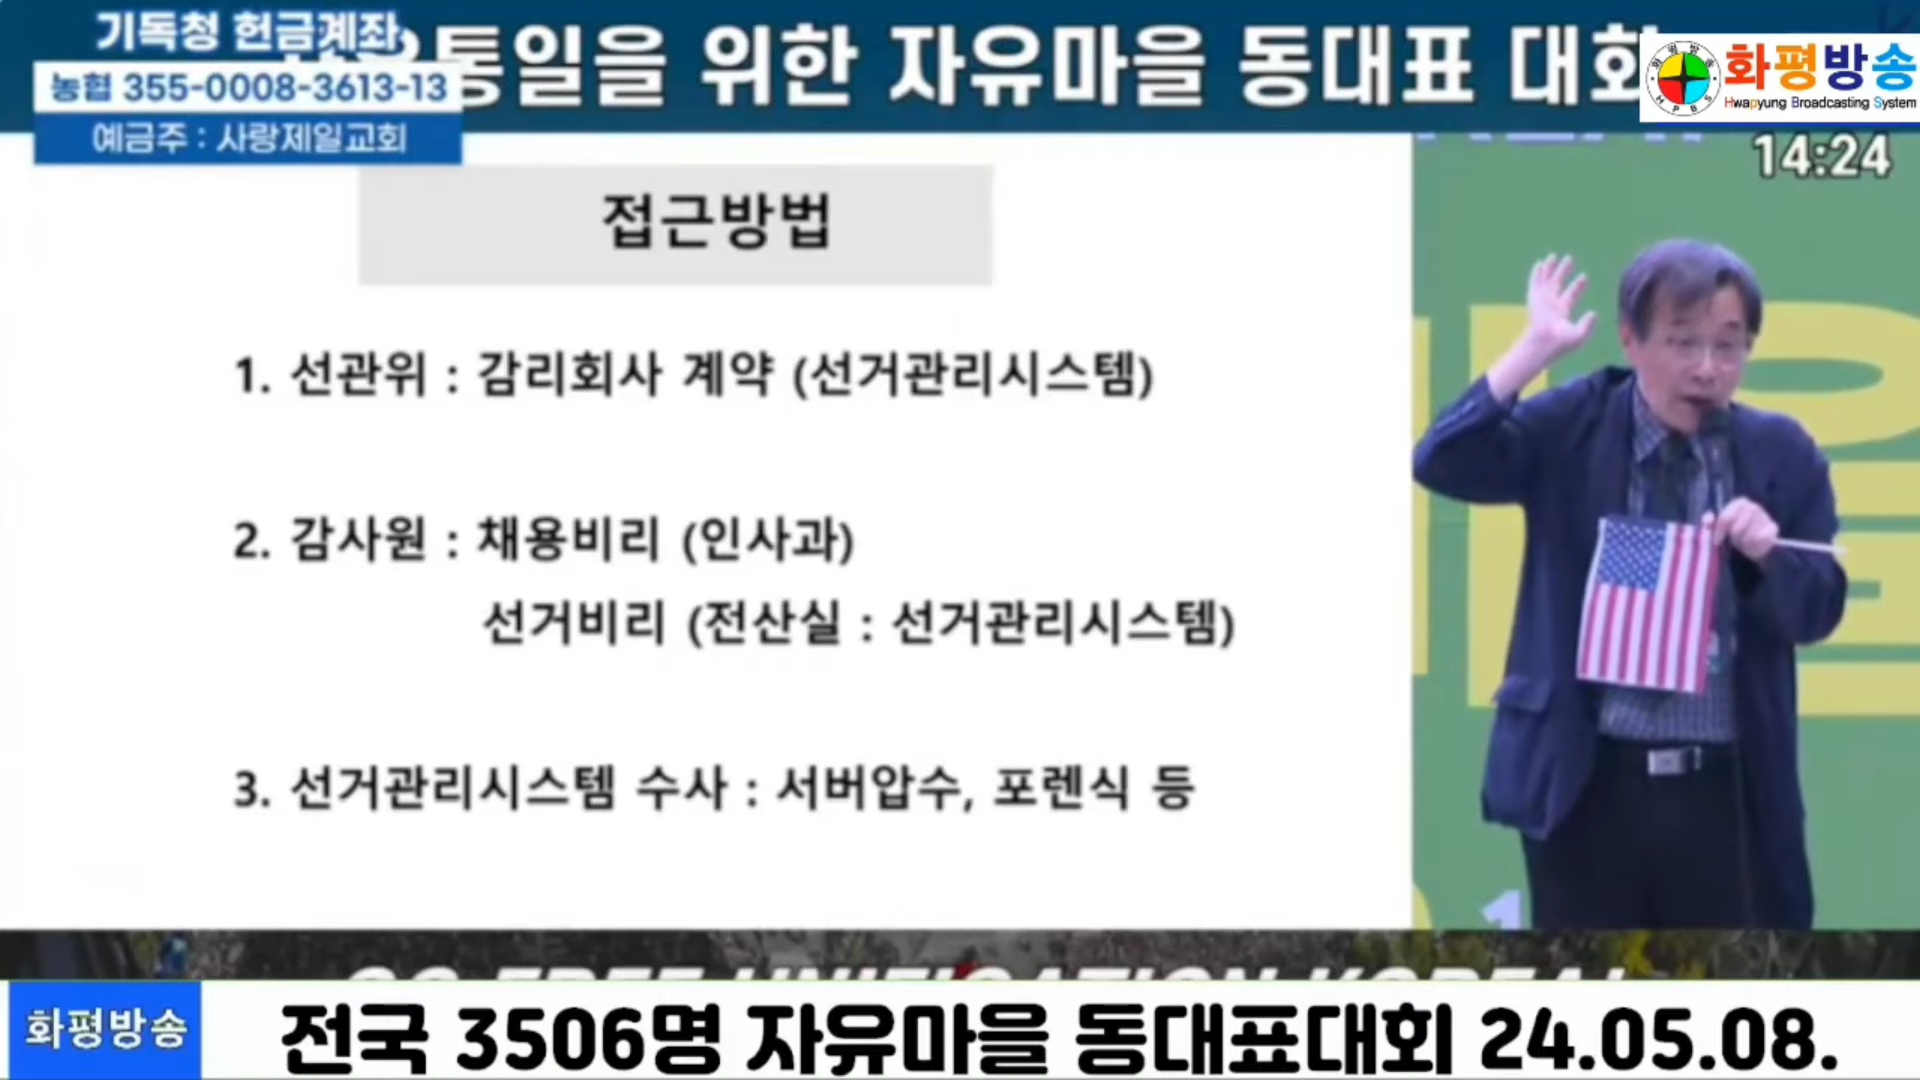 기독청 헌금계좌
농협 355-0008-3613-13
예금주 : 사랑제일교회
통일을 위한 자유마을 동대표 대회
화평방송
Hwapyung Broadcasting System
HPBS
14:24
접근방법
1. 선관위 : 감리회사 계약 (선거관리시스템)
2. 감사원 : 채용비리 (인사과)
선거비리 (전산실 : 선거관리시스템)
3. 선거관리시스템 수사 : 서버압수, 포렌식 등
화평방송
전국 3506명 자유마을 동대표대회 24.05.08.